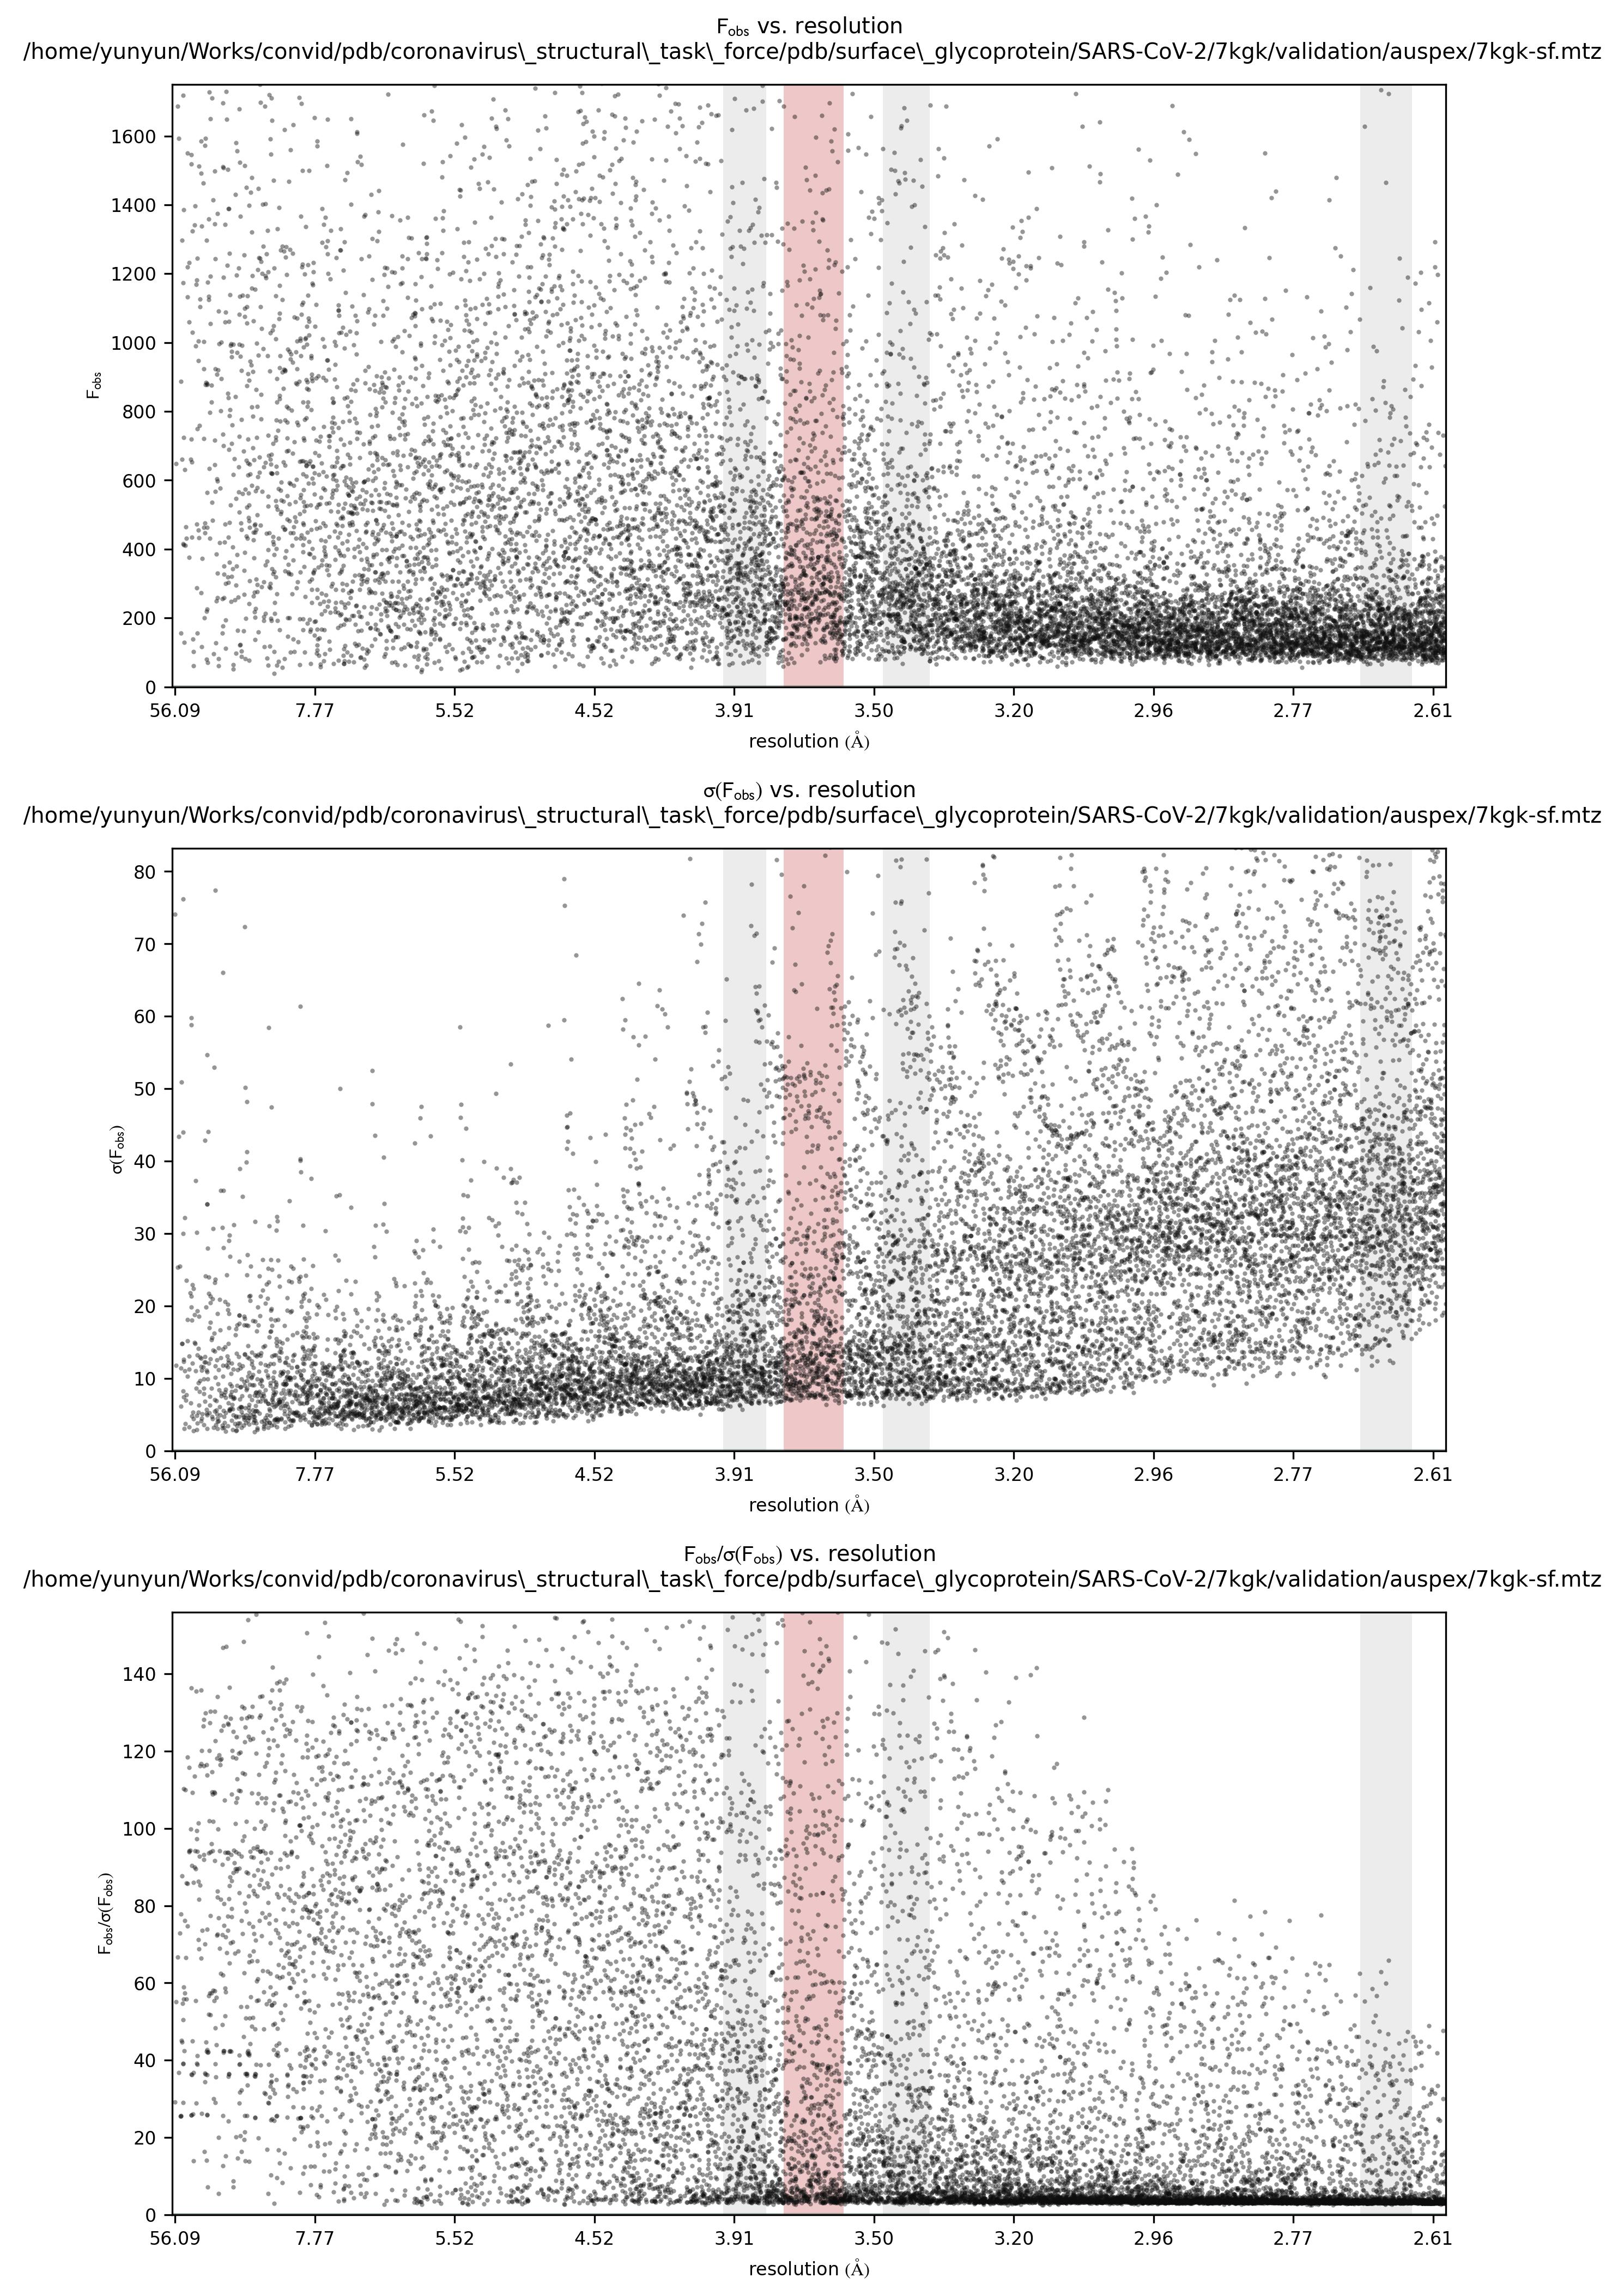 Fobs vs. resolution
/home/yunyun/Works/convid/pdb/coronavirus\_structural\_task\_force/pdb/surface\_glycoprotein/SARS-CoV-2/7kgk/validation/auspex/7kgk-sf.mtz
1600
1400
1200
1000
800
600
400
200
0
Fobs
56.09 7.77 5.52 4.52 3.91 3.50 3.20 2.96 2.77 2.61
resolution (Å)
σ(Fobs) vs. resolution
/home/yunyun/Works/convid/pdb/coronavirus\_structural\_task\_force/pdb/surface\_glycoprotein/SARS-CoV-2/7kgk/validation/auspex/7kgk-sf.mtz
80
70
60
50
40
30
20
10
0
σ(Fobs)
56.09 7.77 5.52 4.52 3.91 3.50 3.20 2.96 2.77 2.61
resolution (Å)
Fobs/σ(Fobs) vs. resolution
/home/yunyun/Works/convid/pdb/coronavirus\_structural\_task\_force/pdb/surface\_glycoprotein/SARS-CoV-2/7kgk/validation/auspex/7kgk-sf.mtz
140
120
100
80
60
40
20
0
Fobs/σ(Fobs)
56.09 7.77 5.52 4.52 3.91 3.50 3.20 2.96 2.77 2.61
resolution (Å)